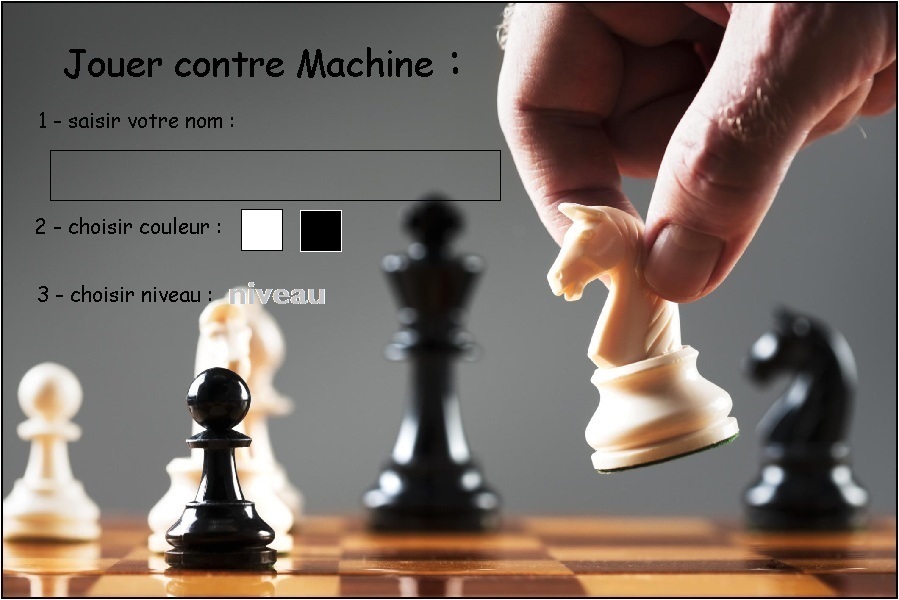 Jouer contre Machine :
1 - saisir votre nom :
2 - choisir couleur :
3 - choisir niveau : niveau